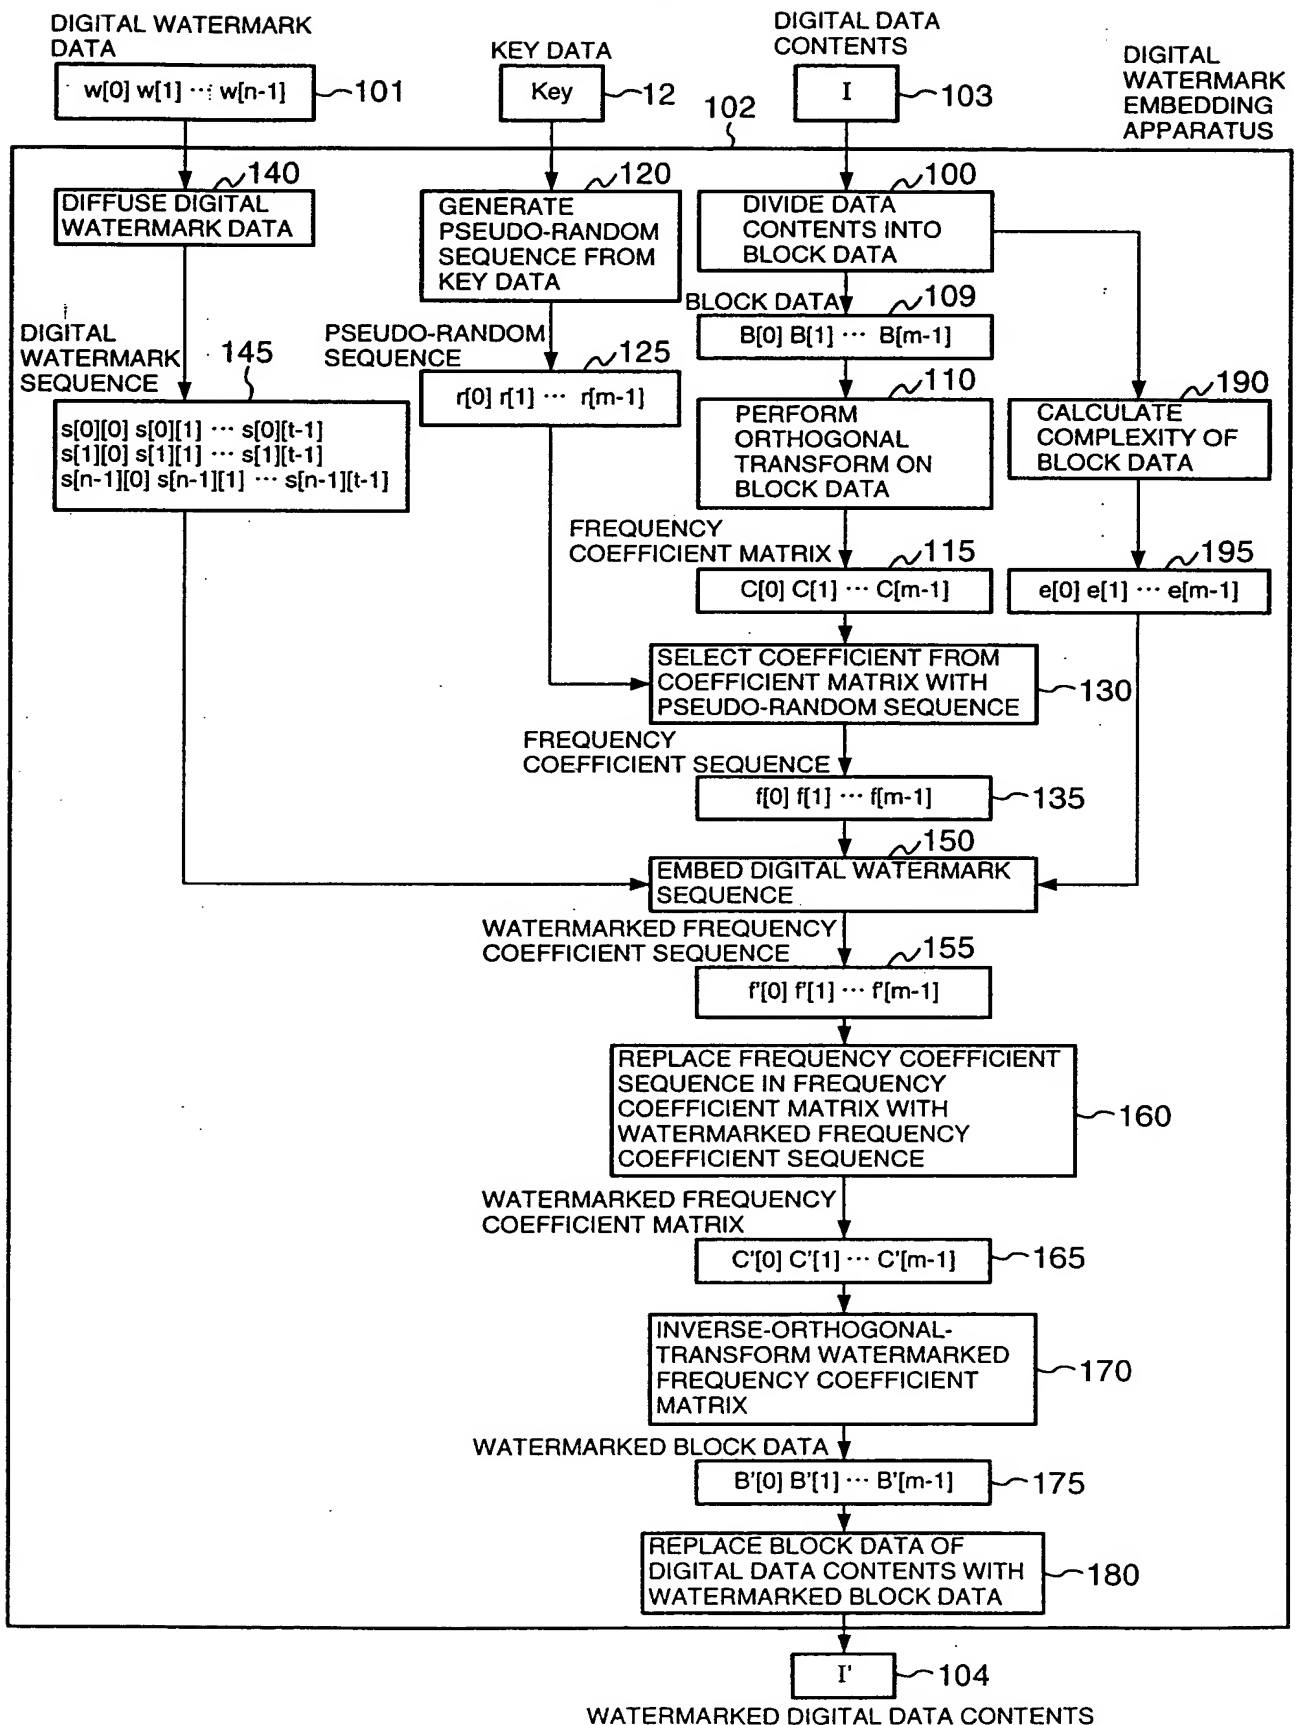 DIGITAL WATERMARK
DATA
w[0] w[1] ··· w[n-1]
101
KEY DATA
Key
12
DIGITAL DATA
CONTENTS
I
103
DIGITAL
WATERMARK
EMBEDDING
APPARATUS
102
140
DIFFUSE DIGITAL
WATERMARK DATA
120
GENERATE
PSEUDO-RANDOM
SEQUENCE FROM
KEY DATA
100
DIVIDE DATA
CONTENTS INTO
BLOCK DATA
BLOCK DATA
109
B[0] B[1] ··· B[m-1]
DIGITAL
WATERMARK
SEQUENCE
145
s[0][0] s[0][1] ··· s[0][t-1]
s[1][0] s[1][1] ··· s[1][t-1]
s[n-1][0] s[n-1][1] ··· s[n-1][t-1]
PSEUDO-RANDOM
SEQUENCE
125
r[0] r[1] ··· r[m-1]
110
PERFORM
ORTHOGONAL
TRANSFORM ON
BLOCK DATA
190
CALCULATE
COMPLEXITY OF
BLOCK DATA
FREQUENCY
COEFFICIENT MATRIX
115
C[0] C[1] ··· C[m-1]
195
e[0] e[1] ··· e[m-1]
SELECT COEFFICIENT FROM
COEFFICIENT MATRIX WITH
PSEUDO-RANDOM SEQUENCE
130
FREQUENCY
COEFFICIENT SEQUENCE
f[0] f[1] ··· f[m-1]
135
150
EMBED DIGITAL WATERMARK
SEQUENCE
WATERMARKED FREQUENCY
COEFFICIENT SEQUENCE
155
f'[0] f'[1] ··· f'[m-1]
REPLACE FREQUENCY COEFFICIENT
SEQUENCE IN FREQUENCY
COEFFICIENT MATRIX WITH
WATERMARKED FREQUENCY
COEFFICIENT SEQUENCE
160
WATERMARKED FREQUENCY
COEFFICIENT MATRIX
C'[0] C'[1] ··· C'[m-1]
165
INVERSE-ORTHOGONAL-
TRANSFORM WATERMARKED
FREQUENCY COEFFICIENT
MATRIX
170
WATERMARKED BLOCK DATA
B'[0] B'[1] ··· B'[m-1]
175
REPLACE BLOCK DATA OF
DIGITAL DATA CONTENTS WITH
WATERMARKED BLOCK DATA
180
I'
104
WATERMARKED DIGITAL DATA CONTENTS